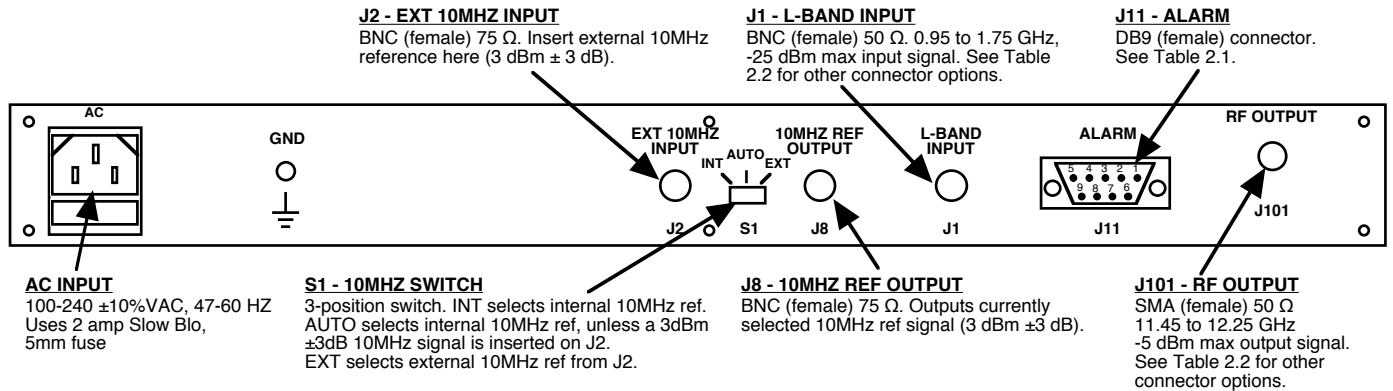 J2 - EXT 10MHZ INPUT
BNC (female) 75 Ω. Insert external 10MHz
reference here (3 dBm ± 3 dB).
J1 - L-BAND INPUT
BNC (female) 50 Ω. 0.95 to 1.75 GHz,
-25 dBm max input signal. See Table
2.2 for other connector options.
J11 - ALARM
DB9 (female) connector.
See Table 2.1.
AC
GND
EXT 10MHZ
INPUT
INT
AUTO
EXT
10MHZ REF
OUTPUT
L-BAND
INPUT
ALARM
RF OUTPUT
5 4 3 2 1
9 8 7 6
J2
S1
J8
J1
J11
J101
AC INPUT
100-240 ±10%VAC, 47-60 HZ
Uses 2 amp Slow Blo,
5mm fuse
S1 - 10MHZ SWITCH
3-position switch. INT selects internal 10MHz ref.
AUTO selects internal 10MHz ref, unless a 3dBm
±3dB 10MHz signal is inserted on J2.
EXT selects external 10MHz ref from J2.
J8 - 10MHZ REF OUTPUT
BNC (female) 75 Ω. Outputs currently
selected 10MHz ref signal (3 dBm ±3 dB).
J101 - RF OUTPUT
SMA (female) 50 Ω
11.45 to 12.25 GHz
-5 dBm max output signal.
See Table 2.2 for other
connector options.